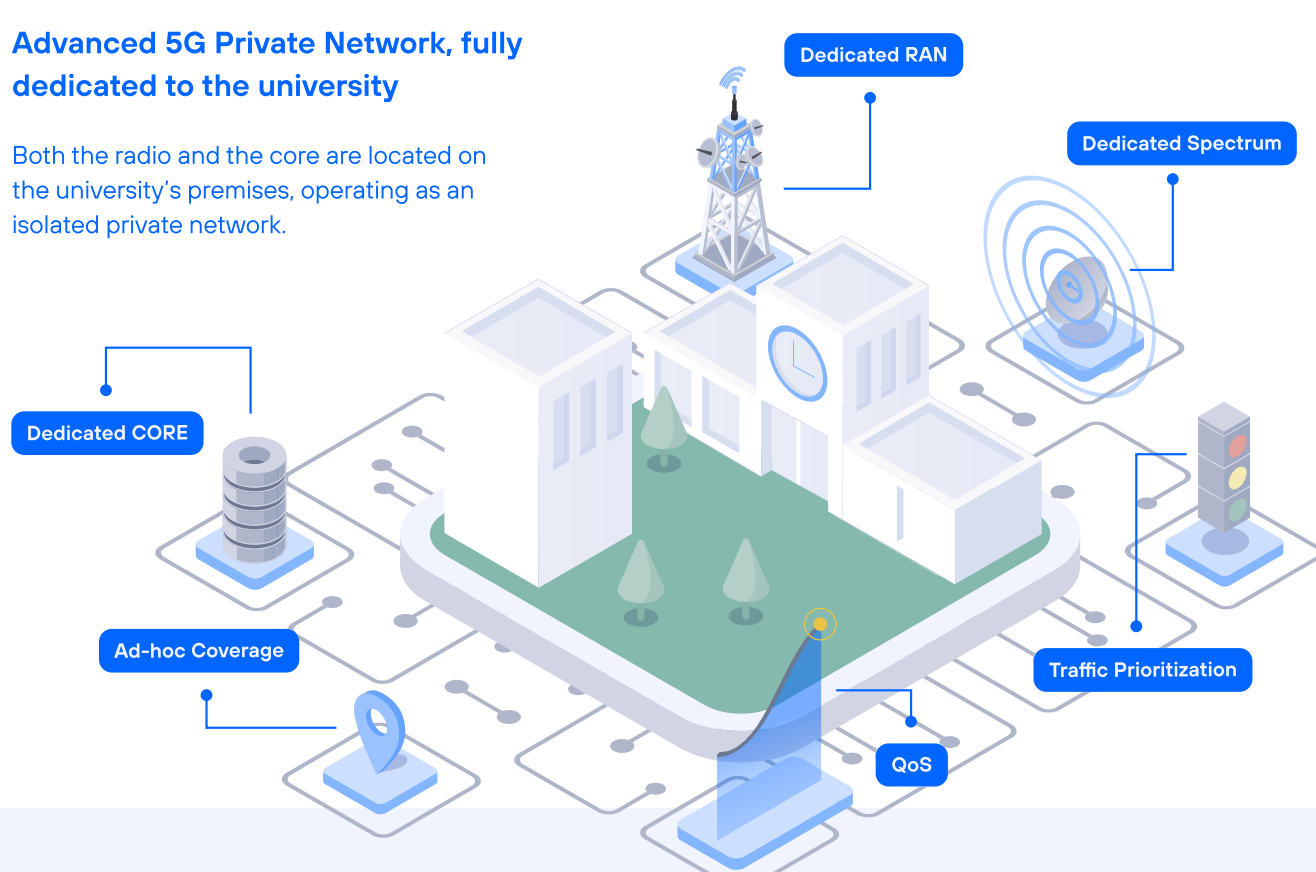 Advanced 5G Private Network, fully
dedicated to the university
Both the radio and the core are located on
the university's premises, operating as an
isolated private network.
Dedicated RAN
Dedicated Spectrum
Dedicated CORE
Ad-hoc Coverage
Traffic Prioritization
QoS